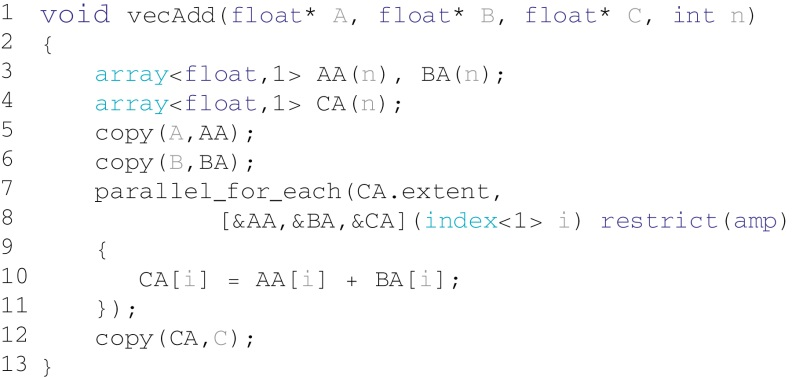 1 void vecAdd(float* A, float* B, float* C, int n)
2 {
3     array<float,1> AA(n), BA(n);
4     array<float,1> CA(n);
5     copy(A,AA);
6     copy(B,BA);
7     parallel_for_each(CA.extent,
8             [&AA,&BA,&CA](index<1> i) restrict(amp)
9     {
10       CA[i] = AA[i] + BA[i];
11    });
12    copy(CA,C);
13 }